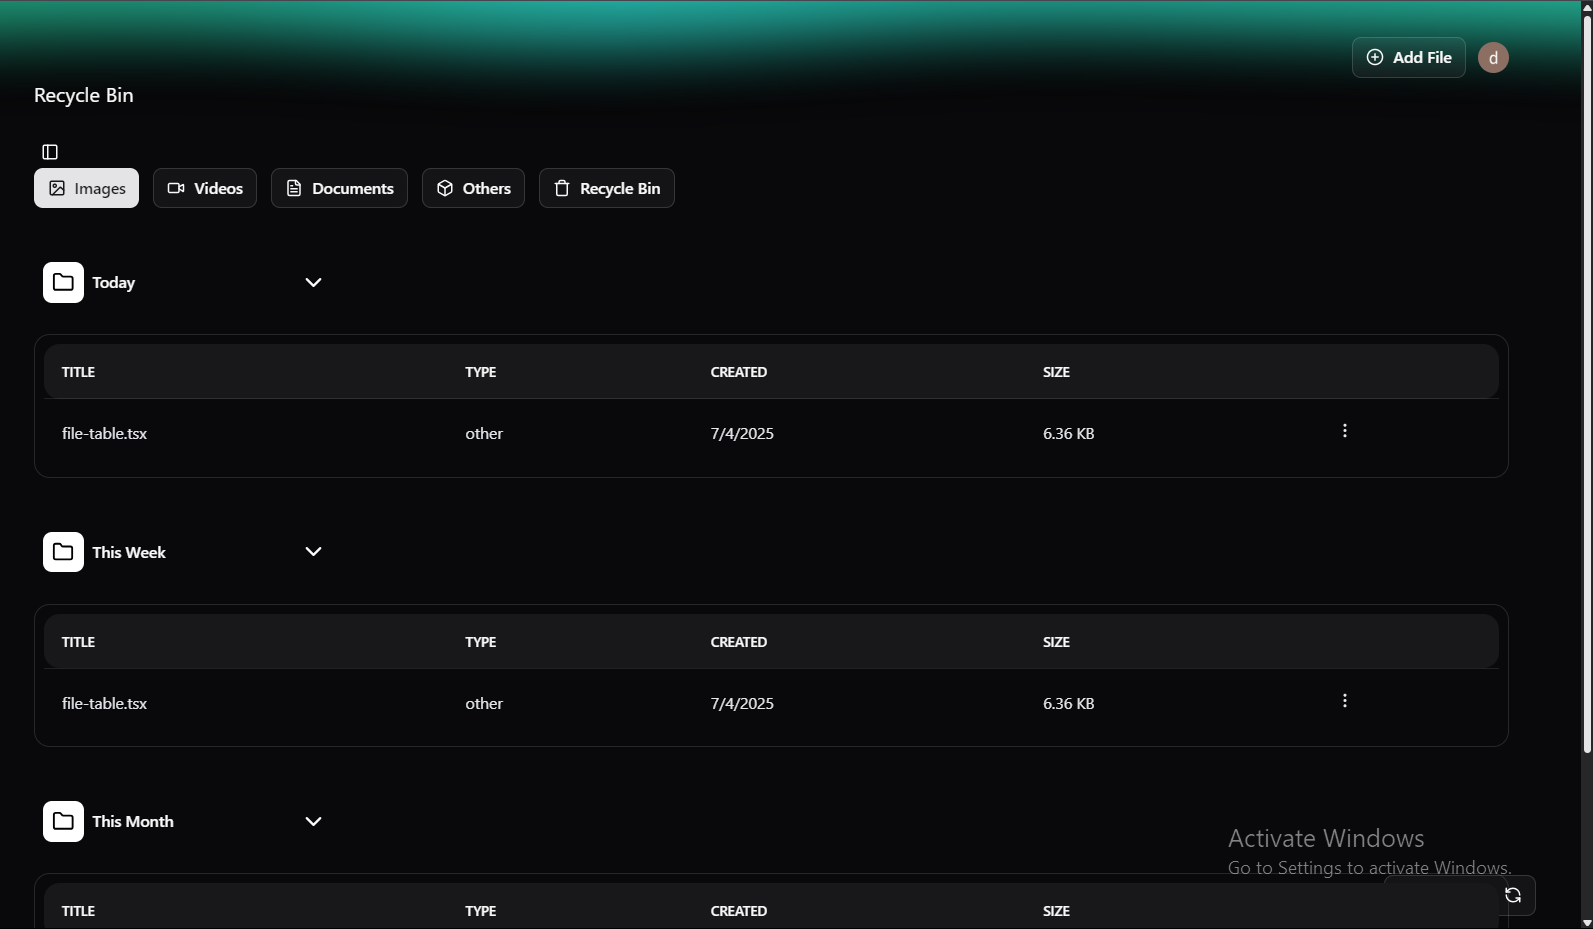 Add File
d
Recycle Bin
Images Videos Documents Others Recycle Bin
Today
TITLE TYPE CREATED SIZE
file-table.tsx other 7/4/2025 6.36 KB
This Week
TITLE TYPE CREATED SIZE
file-table.tsx other 7/4/2025 6.36 KB
This Month
Activate Windows
Go to Settings to activate Windows.
TITLE TYPE CREATED SIZE